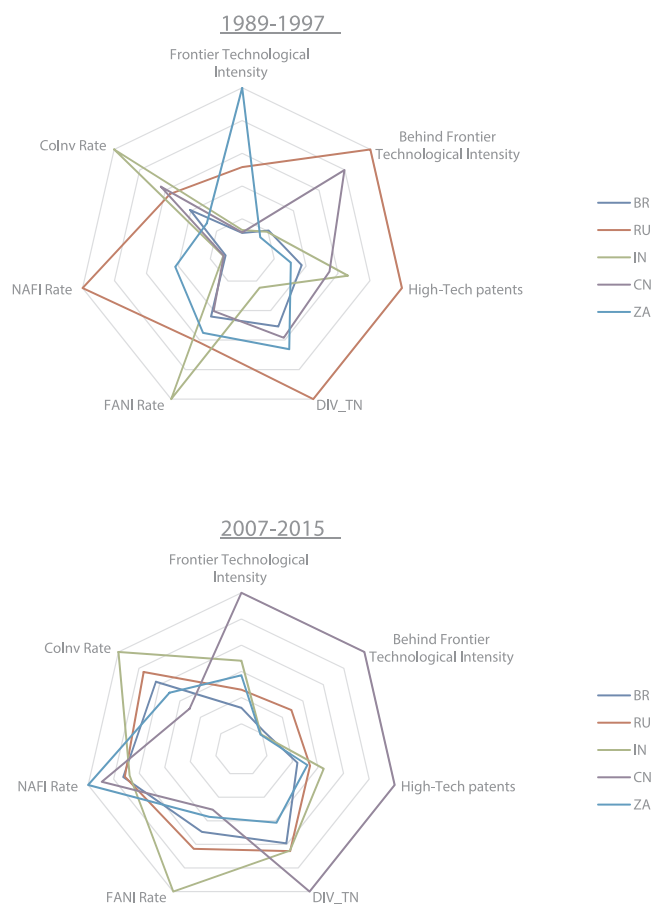 1989-1997
Frontier Technological
Intensity
Behind Frontier
Technological Intensity
CoInv Rate
BR
RU
IN
CN
ZA
NAFI Rate
High-Tech patents
FANI Rate
DIV_TN
2007-2015
Frontier Technological
Intensity
Behind Frontier
Technological Intensity
CoInv Rate
BR
RU
IN
CN
ZA
NAFI Rate
High-Tech patents
FANI Rate
DIV_TN